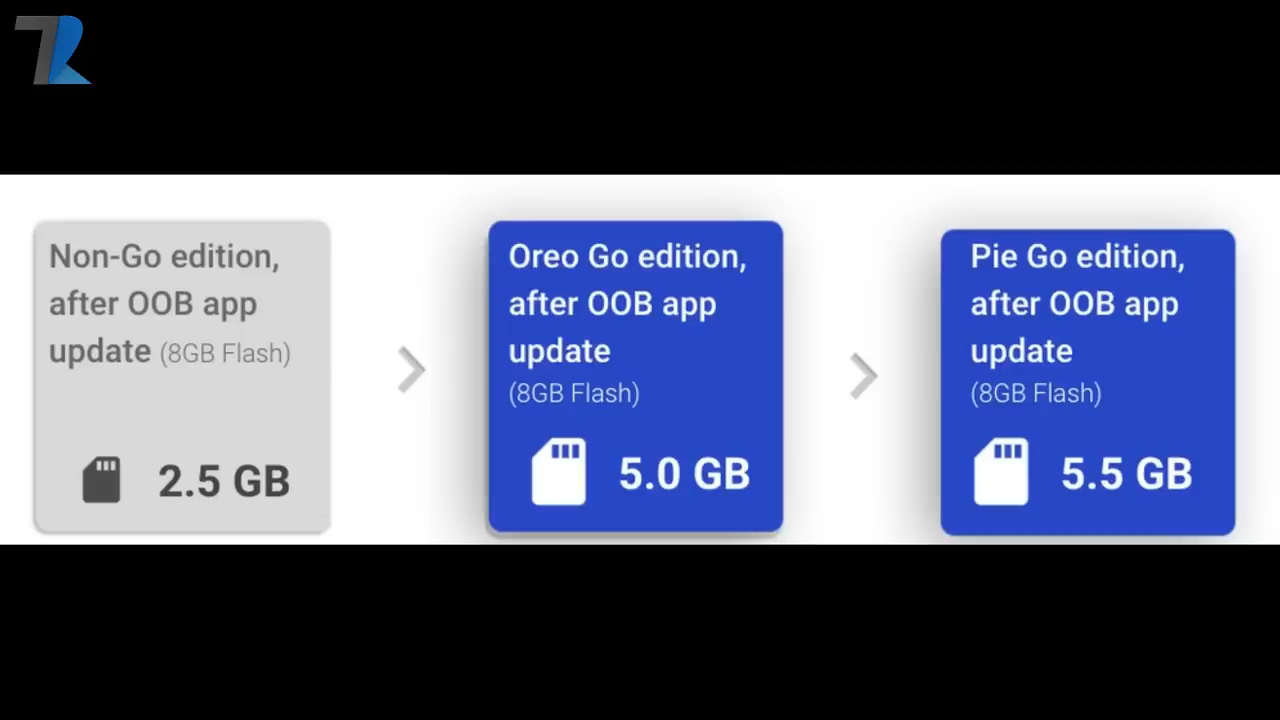 Non-Go edition,
after OOB app
update (8GB Flash)
2.5 GB
Oreo Go edition,
after OOB app
update
(8GB Flash)
5.0 GB
Pie Go edition,
after OOB app
update
(8GB Flash)
5.5 GB